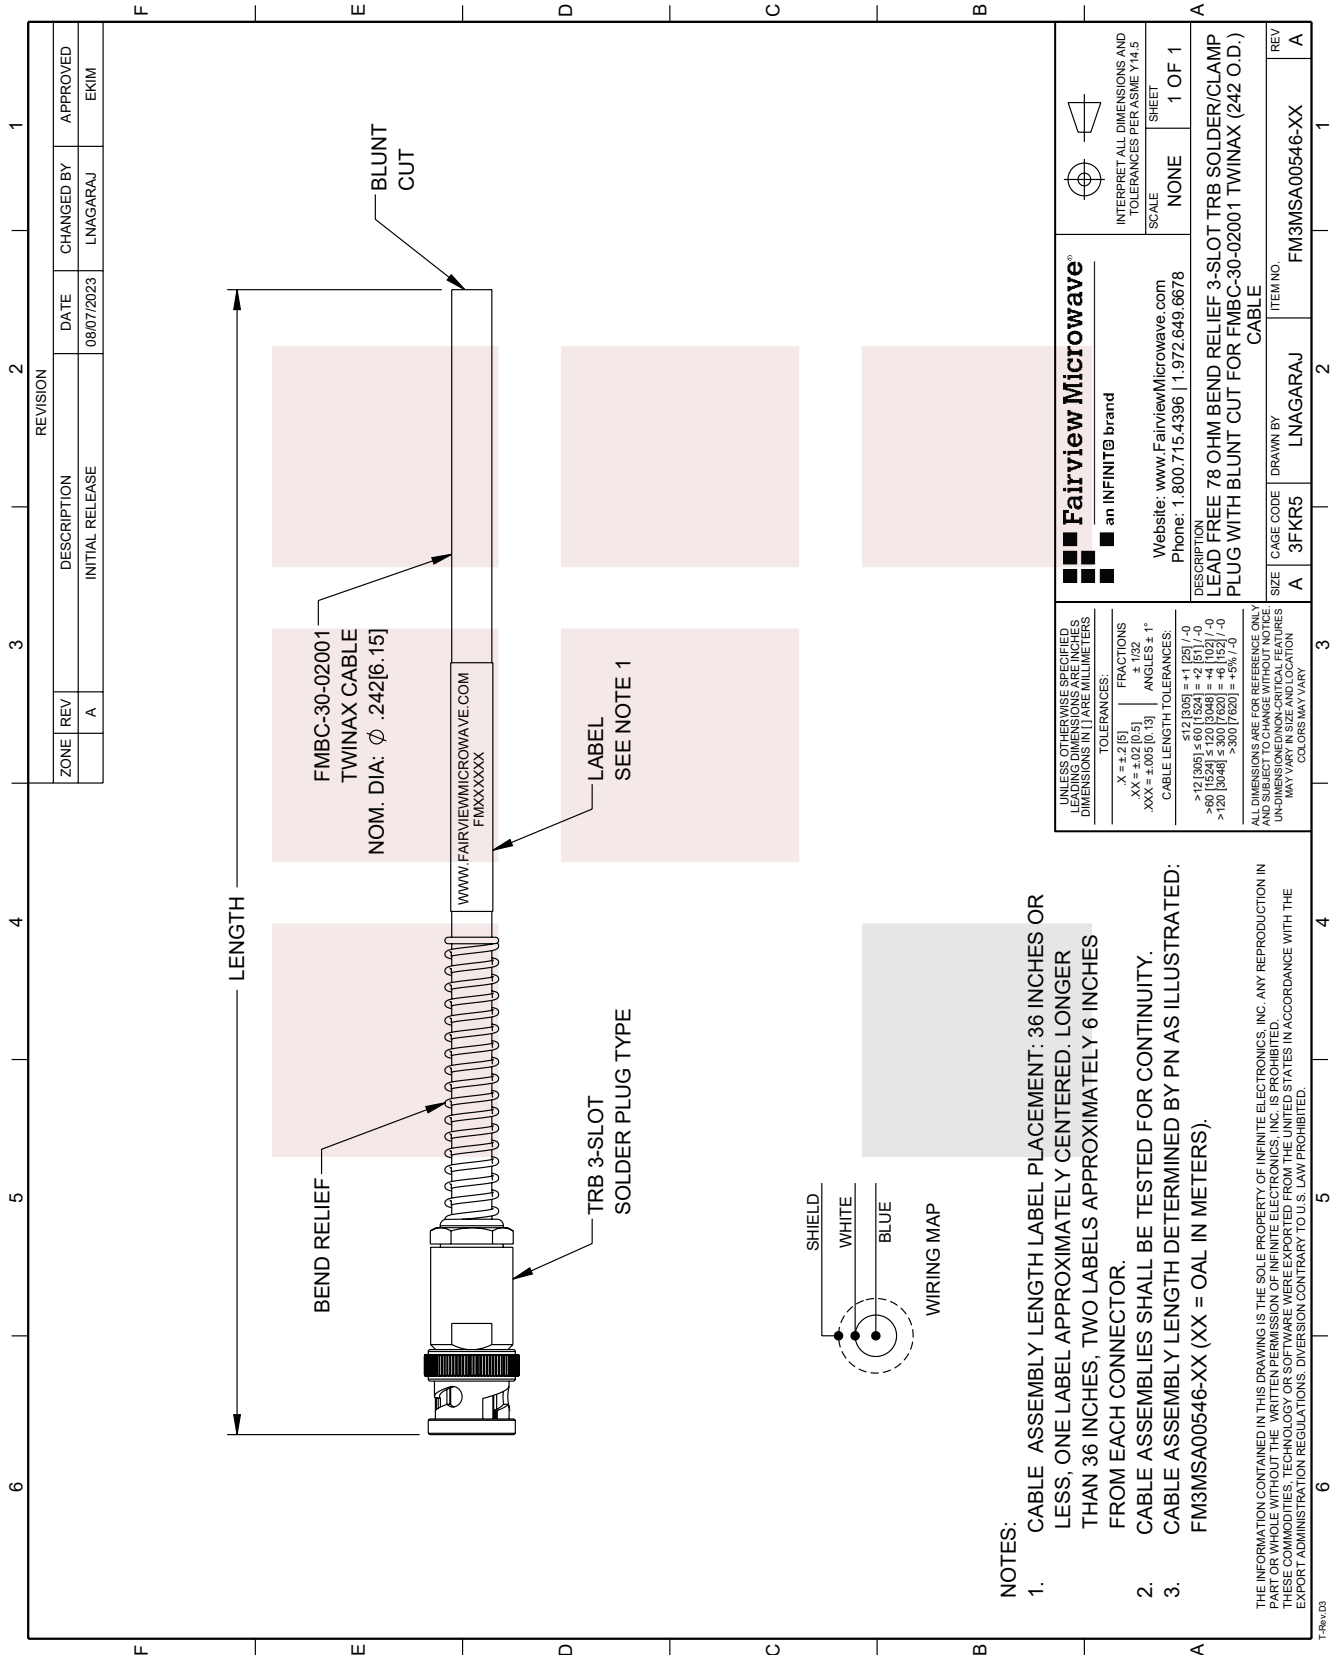 6
5
4
3
2
1
F
E
D
C
B
A
REVISION
ZONE
REV
DESCRIPTION
DATE
CHANGED BY
APPROVED
A
INITIAL RELEASE
08/07/2023
LNAGARAJ
EKIM
LENGTH
BEND RELIEF
FMBC-30-02001
TWINAX CABLE
NOM. DIA: ∅ .242[6.15]
BLUNT
CUT
WWW.FAIRVIEWMICROWAVE.COM
FMXXXXXX
TRB 3-SLOT
SOLDER PLUG TYPE
LABEL
SEE NOTE 1
SHIELD
WHITE
BLUE
WIRING MAP
NOTES:
1. CABLE ASSEMBLY LENGTH LABEL PLACEMENT: 36 INCHES OR
LESS, ONE LABEL APPROXIMATELY CENTERED. LONGER
THAN 36 INCHES, TWO LABELS APPROXIMATELY 6 INCHES
FROM EACH CONNECTOR.
2. CABLE ASSEMBLIES SHALL BE TESTED FOR CONTINUITY.
3. CABLE ASSEMBLY LENGTH DETERMINED BY PN AS ILLUSTRATED:
FM3MSA00546-XX (XX = OAL IN METERS).
THE INFORMATION CONTAINED IN THIS DRAWING IS THE SOLE PROPERTY OF INFINITE ELECTRONICS, INC. ANY REPRODUCTION IN
PART OR WHOLE WITHOUT THE WRITTEN PERMISSION OF INFINITE ELECTRONICS, INC. IS PROHIBITED.
THESE COMMODITIES, TECHNOLOGY OR SOFTWARE WERE EXPORTED FROM THE UNITED STATES IN ACCORDANCE WITH THE
EXPORT ADMINISTRATION REGULATIONS. DIVERSION CONTRARY TO U. S. LAW PROHIBITED.
UNLESS OTHERWISE SPECIFIED
LEADING DIMENSIONS ARE INCHES
DIMENSIONS IN [ ] ARE MILLIMETERS
TOLERANCES:
.X = ±.2 [5]
.XX = ±.02 [0.5]
.XXX = ±.005 [0.13]
FRACTIONS
± 1/32
ANGLES ± 1°
CABLE LENGTH TOLERANCES:
≤12 [305] = +1 [25] / -0
>12 [305] ≤ 60 [1524] = +2 [51] / -0
>60 [1524] ≤ 120 [3048] = +4 [102] / -0
>120 [3048] ≤ 300 [7620] = +6 [152] / -0
>300 [7620] = +5% / -0
ALL DIMENSIONS ARE FOR REFERENCE ONLY
AND SUBJECT TO CHANGE WITHOUT NOTICE.
UN-DIMENSIONED/NON-CRITICAL FEATURES
MAY VARY IN SIZE AND LOCATION
COLORS MAY VARY
Fairview Microwave®
an INFINIT® brand
Website: www.FairviewMicrowave.com
Phone: 1.800.715.4396 | 1.972.649.6678
INTERPRET ALL DIMENSIONS AND
TOLERANCES PER ASME Y14.5
SCALE
NONE
SHEET
1 OF 1
DESCRIPTION
LEAD FREE 78 OHM BEND RELIEF 3-SLOT TRB SOLDER/CLAMP
PLUG WITH BLUNT CUT FOR FMBC-30-02001 TWINAX (242 O.D.)
CABLE
SIZE
A
CAGE CODE
3FKR5
DRAWN BY
LNAGARAJ
ITEM NO.
FM3MSA00546-XX
REV
A
F
E
D
C
B
A
6
5
4
3
2
1
T-Rev.D3